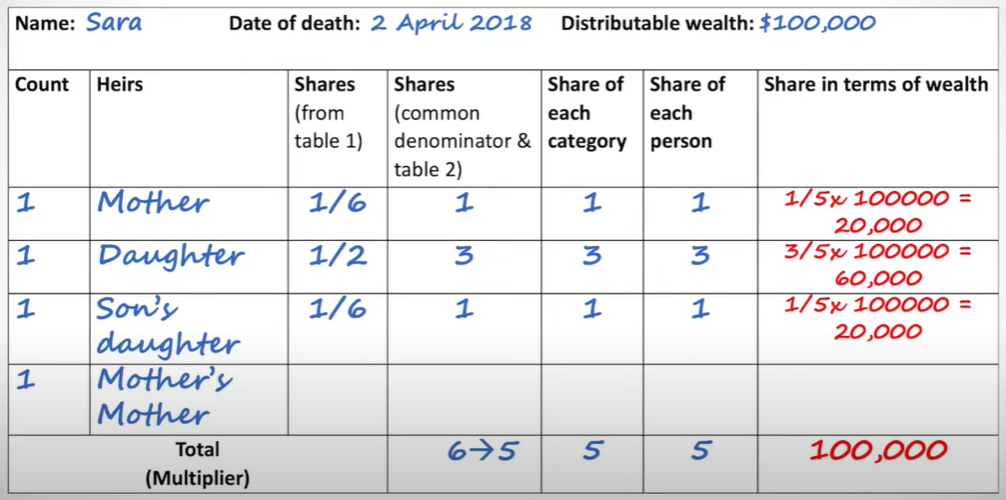 Name: Sara Date of death: 2 April 2018 Distributable wealth: $100,000
Count Heirs Shares Shares Share of Share of Share in terms of wealth
(from (common each each
table 1) denominator & category person
table 2)
1 Mother 1/6 1 1 1 1/5x 100000 =
20,000
1 Daughter 1/2 3 3 3 3/5x 100000 =
60,000
1 Son's 1/6 1 1 1 1/5x 100000 =
daughter 20,000
1 Mother's
Mother
Total 6→5 5 5 100,000
(Multiplier)